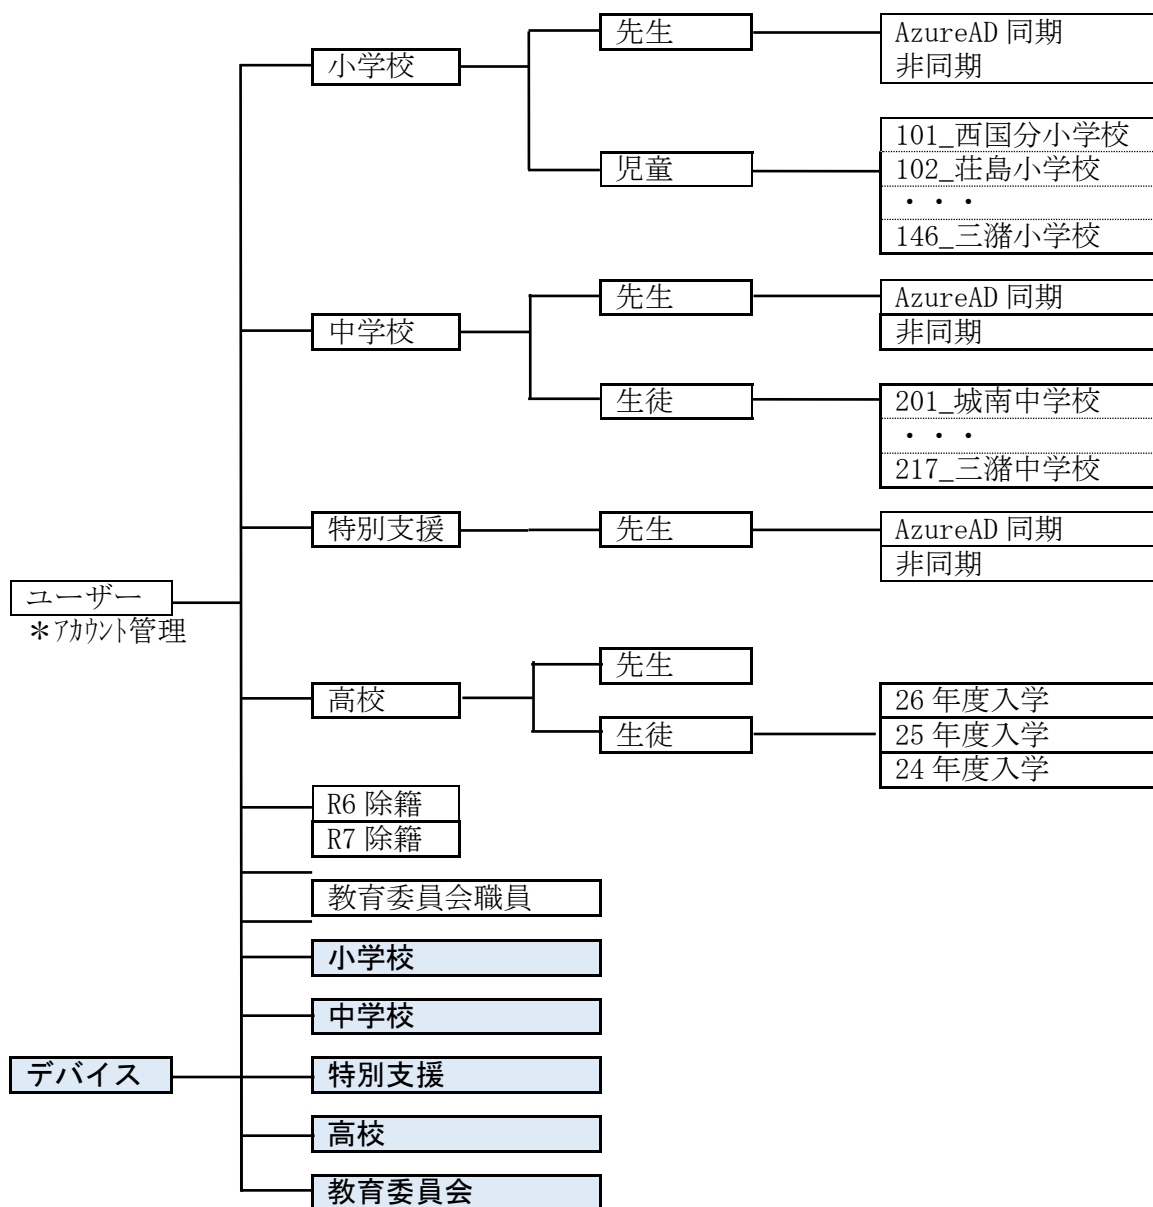 先生
AzureAD 同期
非同期
小学校
101_西国分小学校
児童
102_荘島小学校
・・・
146_三潴小学校
先生
AzureAD 同期
中学校
非同期
生徒
201_城南中学校
・・・
217_三潴中学校
特別支援
先生
AzureAD 同期
非同期
ユーザー
＊ｱｶｳﾝﾄ管理
先生
高校
26 年度入学
生徒
25 年度入学
24 年度入学
R6 除籍
R7 除籍
教育委員会職員
小学校
中学校
デバイス
特別支援
高校
教育委員会